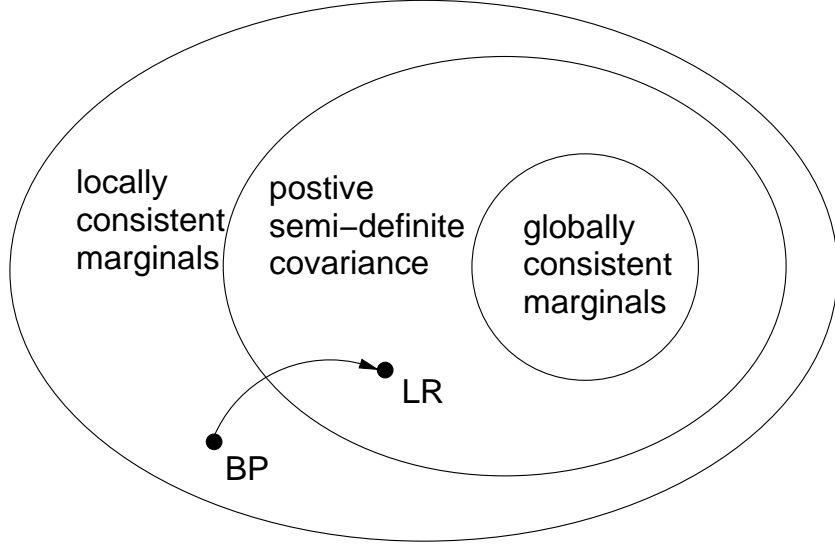 locally
consistent
marginals
postive
semi−definite
covariance
globally
consistent
marginals
LR
BP